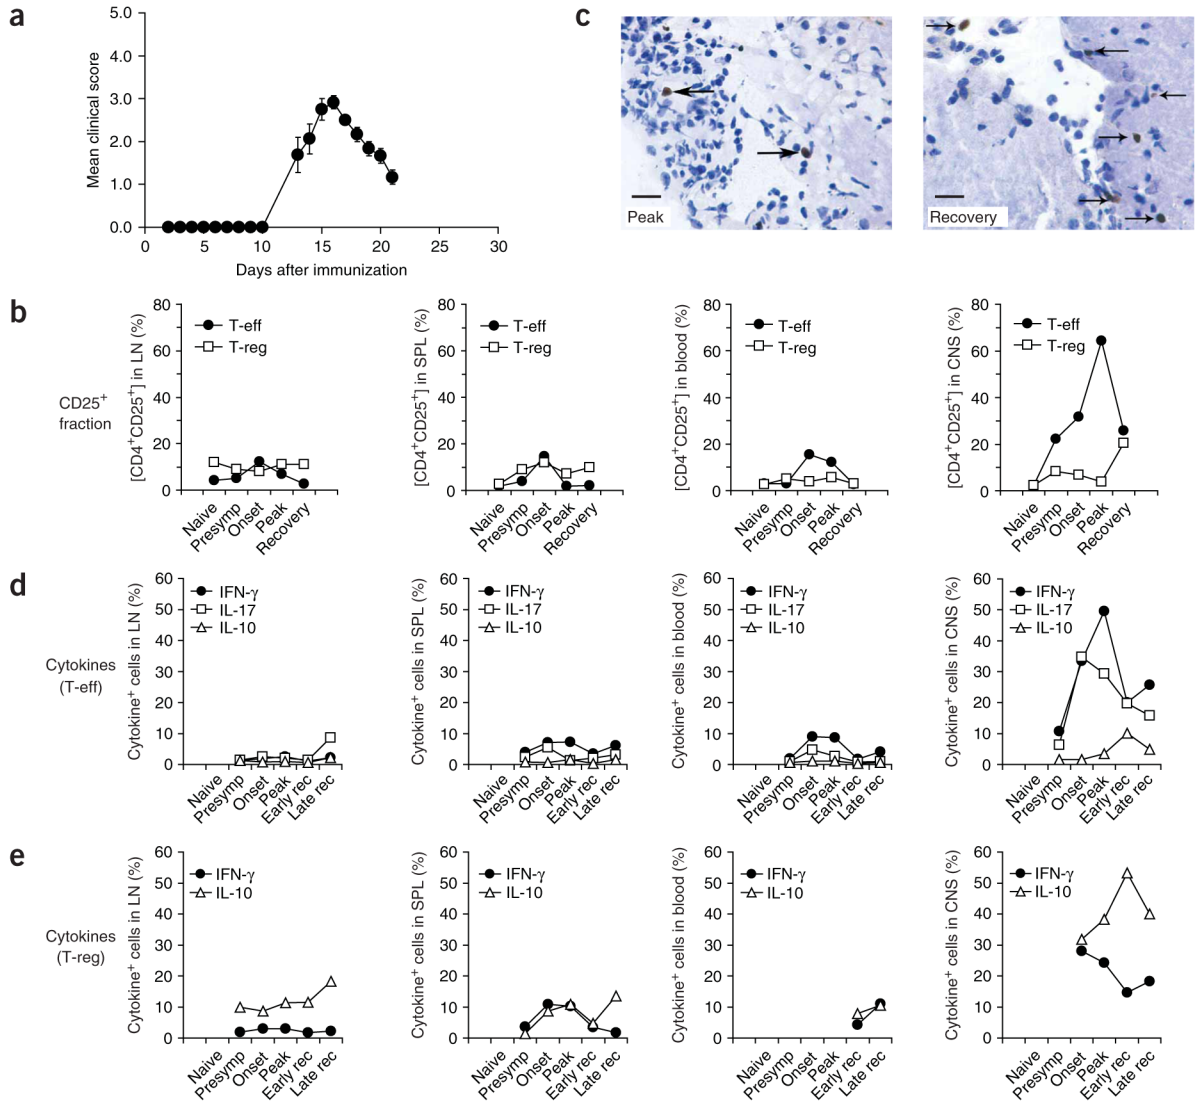 a
5.0
4.0
3.0
2.0
1.0
0.0
Mean clinical score
0 5 10 15 20 25 30
Days after immunization
c
Peak
Recovery
b
CD25+
fraction
[CD4+CD25+] in LN (%)
80
60
40
20
0
T-eff
T-reg
Naive
Presymp
Onset
Peak
Recovery
[CD4+CD25+] in SPL (%)
80
60
40
20
0
T-eff
T-reg
Naive
Presymp
Onset
Peak
Recovery
[CD4+CD25+] in blood (%)
80
60
40
20
0
T-eff
T-reg
Naive
Presymp
Onset
Peak
Recovery
[CD4+CD25+] in CNS (%)
80
60
40
20
0
T-eff
T-reg
Naive
Presymp
Onset
Peak
Recovery
d
Cytokines
(T-eff)
Cytokine+ cells in LN (%)
60
50
40
30
20
10
0
IFN-γ
IL-17
IL-10
Naive
Presymp
Onset
Peak
Early rec
Late rec
Cytokine+ cells in SPL (%)
60
50
40
30
20
10
0
IFN-γ
IL-17
IL-10
Naive
Presymp
Onset
Peak
Early rec
Late rec
Cytokine+ cells in blood (%)
60
50
40
30
20
10
0
IFN-γ
IL-17
IL-10
Naive
Presymp
Onset
Peak
Early rec
Late rec
Cytokine+ cells in CNS (%)
60
50
40
30
20
10
0
IFN-γ
IL-17
IL-10
Naive
Presymp
Onset
Peak
Early rec
Late rec
e
Cytokines
(T-reg)
Cytokine+ cells in LN (%)
60
50
40
30
20
10
0
IFN-γ
IL-10
Naive
Presymp
Onset
Peak
Early rec
Late rec
Cytokine+ cells in SPL (%)
60
50
40
30
20
10
0
IFN-γ
IL-10
Naive
Presymp
Onset
Peak
Early rec
Late rec
Cytokine+ cells in blood (%)
60
50
40
30
20
10
0
IFN-γ
IL-10
Naive
Presymp
Onset
Peak
Early rec
Late rec
Cytokine+ cells in CNS (%)
60
50
40
30
20
10
0
IFN-γ
IL-10
Naive
Presymp
Onset
Peak
Early rec
Late rec